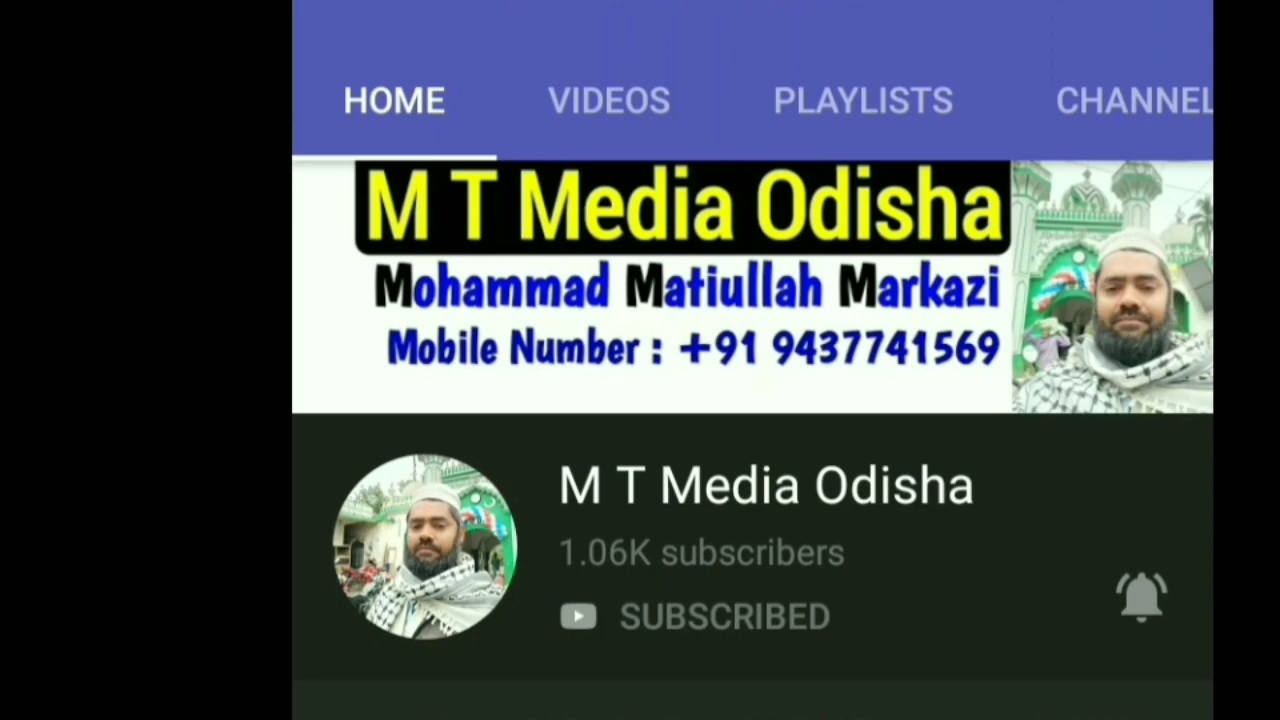 HOME VIDEOS PLAYLISTS CHANNEL
M T Media Odisha
Mohammad Matiullah Markazi
Mobile Number : +91 9437741569
M T Media Odisha
1.06K subscribers
SUBSCRIBED